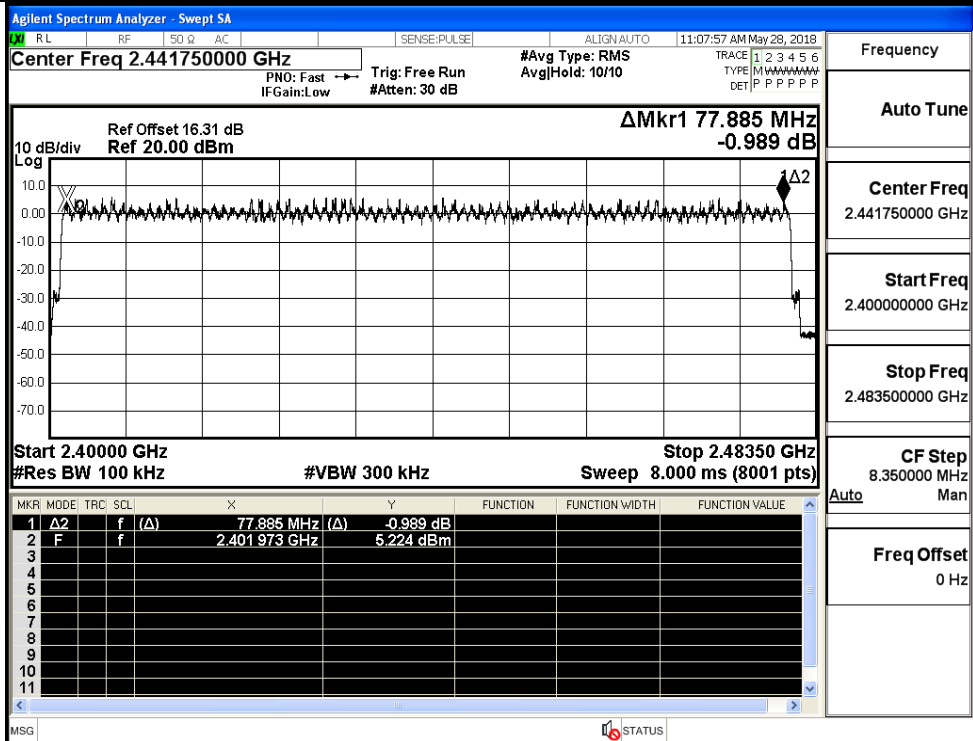 Agilent Spectrum Analyzer - Swept SA
LXI RL RF 50 Ω AC SENSE:PULSE ALIGN AUTO 11:07:57 AM May 28, 2018
Center Freq 2.441750000 GHz
PNO: Fast
IFGain:Low
Trig: Free Run
#Atten: 30 dB
#Avg Type: RMS
Avg|Hold: 10/10
TRACE 1 2 3 4 5 6
TYPE MWWWWW
DET P P P P P P
Frequency
Auto Tune
Center Freq
2.441750000 GHz
Start Freq
2.400000000 GHz
Stop Freq
2.483500000 GHz
CF Step
8.350000 MHz
Auto Man
Freq Offset
0 Hz
ΔMkr1 77.885 MHz
-0.989 dB
Ref Offset 16.31 dB
10 dB/div Ref 20.00 dBm
Log
10.0
0.00
-10.0
-20.0
-30.0
-40.0
-50.0
-60.0
-70.0
1Δ2
Start 2.40000 GHz Stop 2.48350 GHz
#Res BW 100 kHz #VBW 300 kHz Sweep 8.000 ms (8001 pts)
MKR MODE TRC SCL X Y FUNCTION FUNCTION WIDTH FUNCTION VALUE
1 Δ2 f (Δ) 77.885 MHz (Δ) -0.989 dB
2 F f 2.401 973 GHz 5.224 dBm
3
4
5
6
7
8
9
10
11
MSG STATUS